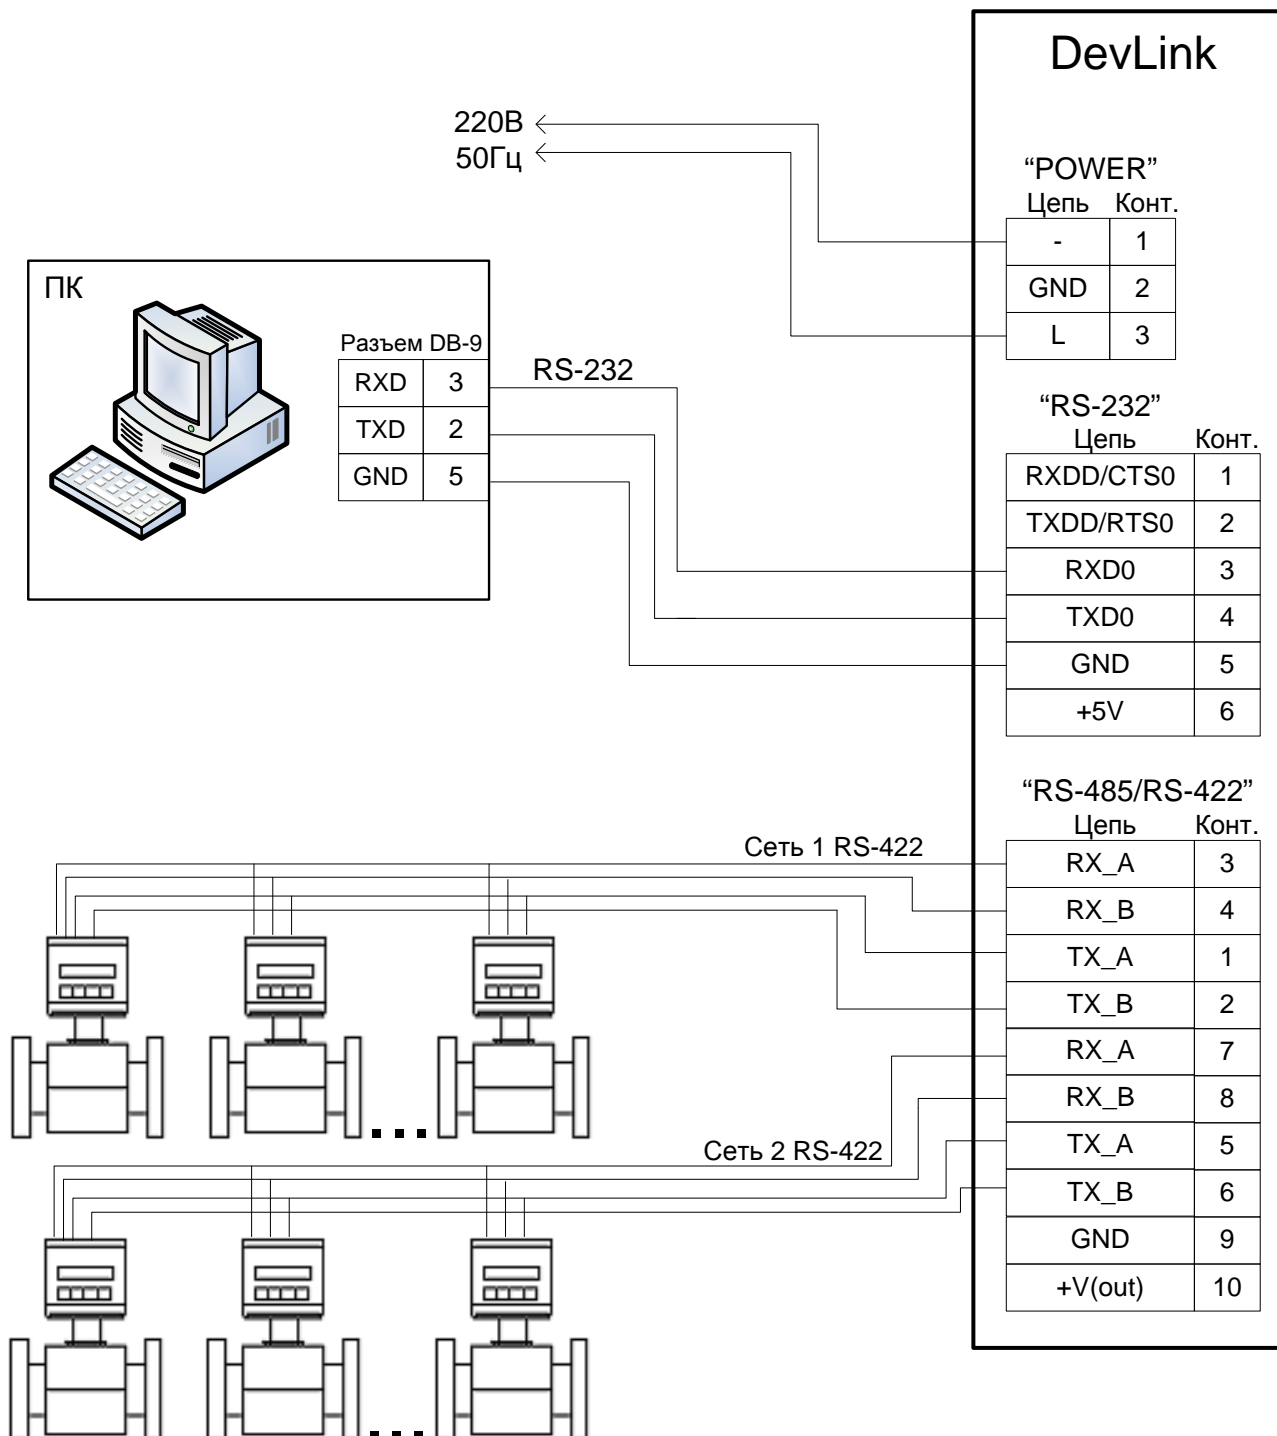 DevLink
220В
50Гц
“POWER”
Цепь Конт.
- 1
GND 2
L 3
ПК
Разъем DB-9
RXD 3
TXD 2
GND 5
RS-232
“RS-232”
Цепь Конт.
RXDD/CTS0 1
TXDD/RTS0 2
RXD0 3
TXD0 4
GND 5
+5V 6
“RS-485/RS-422”
Цепь Конт.
Сеть 1 RS-422
RX_A 3
RX_B 4
TX_A 1
TX_B 2
RX_A 7
RX_B 8
Сеть 2 RS-422
TX_A 5
TX_B 6
GND 9
+V(out) 10